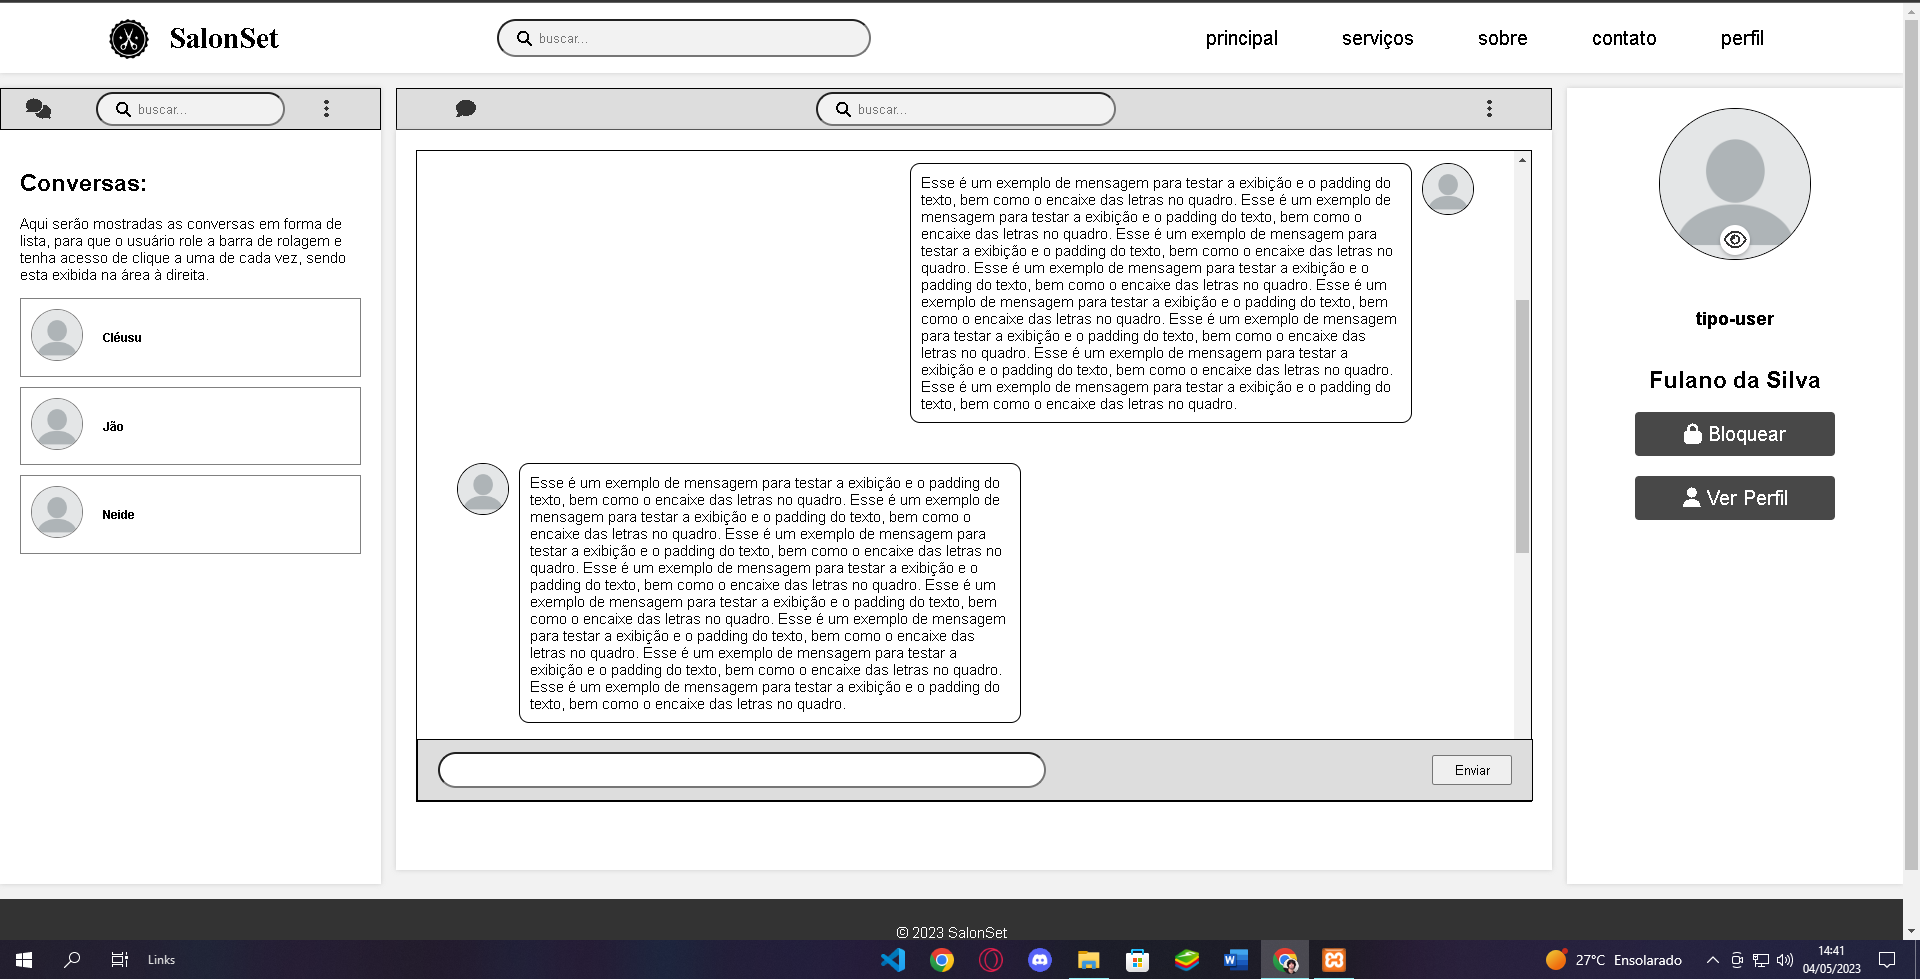 SalonSet
buscar...
principal serviços sobre contato perfil
buscar...
Conversas:
Aqui serão mostradas as conversas em forma de
lista, para que o usuário role a barra de rolagem e
tenha acesso de clique a uma de cada vez, sendo
esta exibida na área à direita.
Cléusu
Jão
Neide
buscar...
Esse é um exemplo de mensagem para testar a exibição e o padding do
texto, bem como o encaixe das letras no quadro. Esse é um exemplo de
mensagem para testar a exibição e o padding do texto, bem como o
encaixe das letras no quadro. Esse é um exemplo de mensagem para
testar a exibição e o padding do texto, bem como o encaixe das letras no
quadro. Esse é um exemplo de mensagem para testar a exibição e o
padding do texto, bem como o encaixe das letras no quadro. Esse é um
exemplo de mensagem para testar a exibição e o padding do texto, bem
como o encaixe das letras no quadro. Esse é um exemplo de mensagem
para testar a exibição e o padding do texto, bem como o encaixe das
letras no quadro. Esse é um exemplo de mensagem para testar a
exibição e o padding do texto, bem como o encaixe das letras no quadro.
Esse é um exemplo de mensagem para testar a exibição e o padding do
texto, bem como o encaixe das letras no quadro.
Esse é um exemplo de mensagem para testar a exibição e o padding do
texto, bem como o encaixe das letras no quadro. Esse é um exemplo de
mensagem para testar a exibição e o padding do texto, bem como o
encaixe das letras no quadro. Esse é um exemplo de mensagem para
testar a exibição e o padding do texto, bem como o encaixe das letras no
quadro. Esse é um exemplo de mensagem para testar a exibição e o
padding do texto, bem como o encaixe das letras no quadro. Esse é um
exemplo de mensagem para testar a exibição e o padding do texto, bem
como o encaixe das letras no quadro. Esse é um exemplo de mensagem
para testar a exibição e o padding do texto, bem como o encaixe das
letras no quadro. Esse é um exemplo de mensagem para testar a
exibição e o padding do texto, bem como o encaixe das letras no quadro.
Esse é um exemplo de mensagem para testar a exibição e o padding do
texto, bem como o encaixe das letras no quadro.
Enviar
tipo-user
Fulano da Silva
Bloquear
Ver Perfil
© 2023 SalonSet
Links
27°C Ensolarado
14:41
04/05/2023